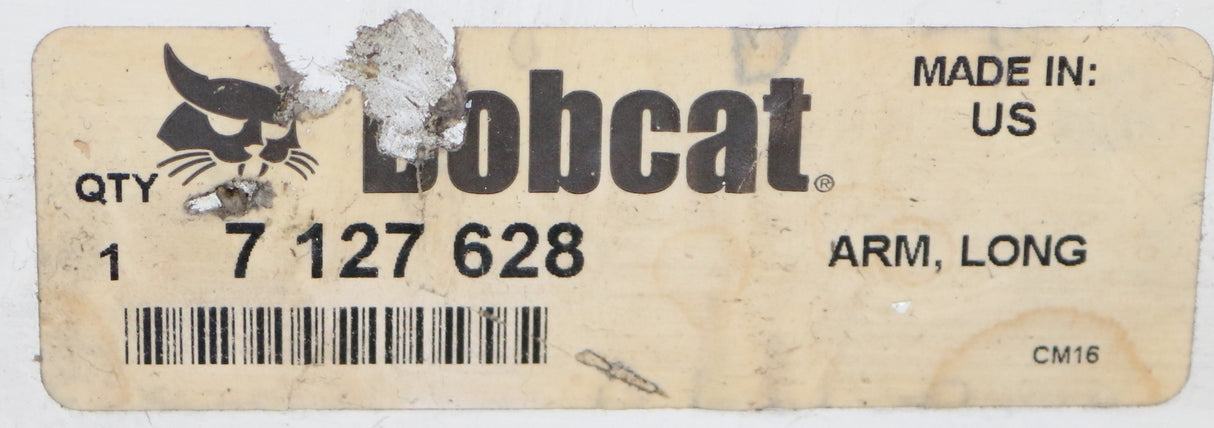 Bobcat®
MADE IN:
US
QTY
1 7 127 628
ARM, LONG
CM16